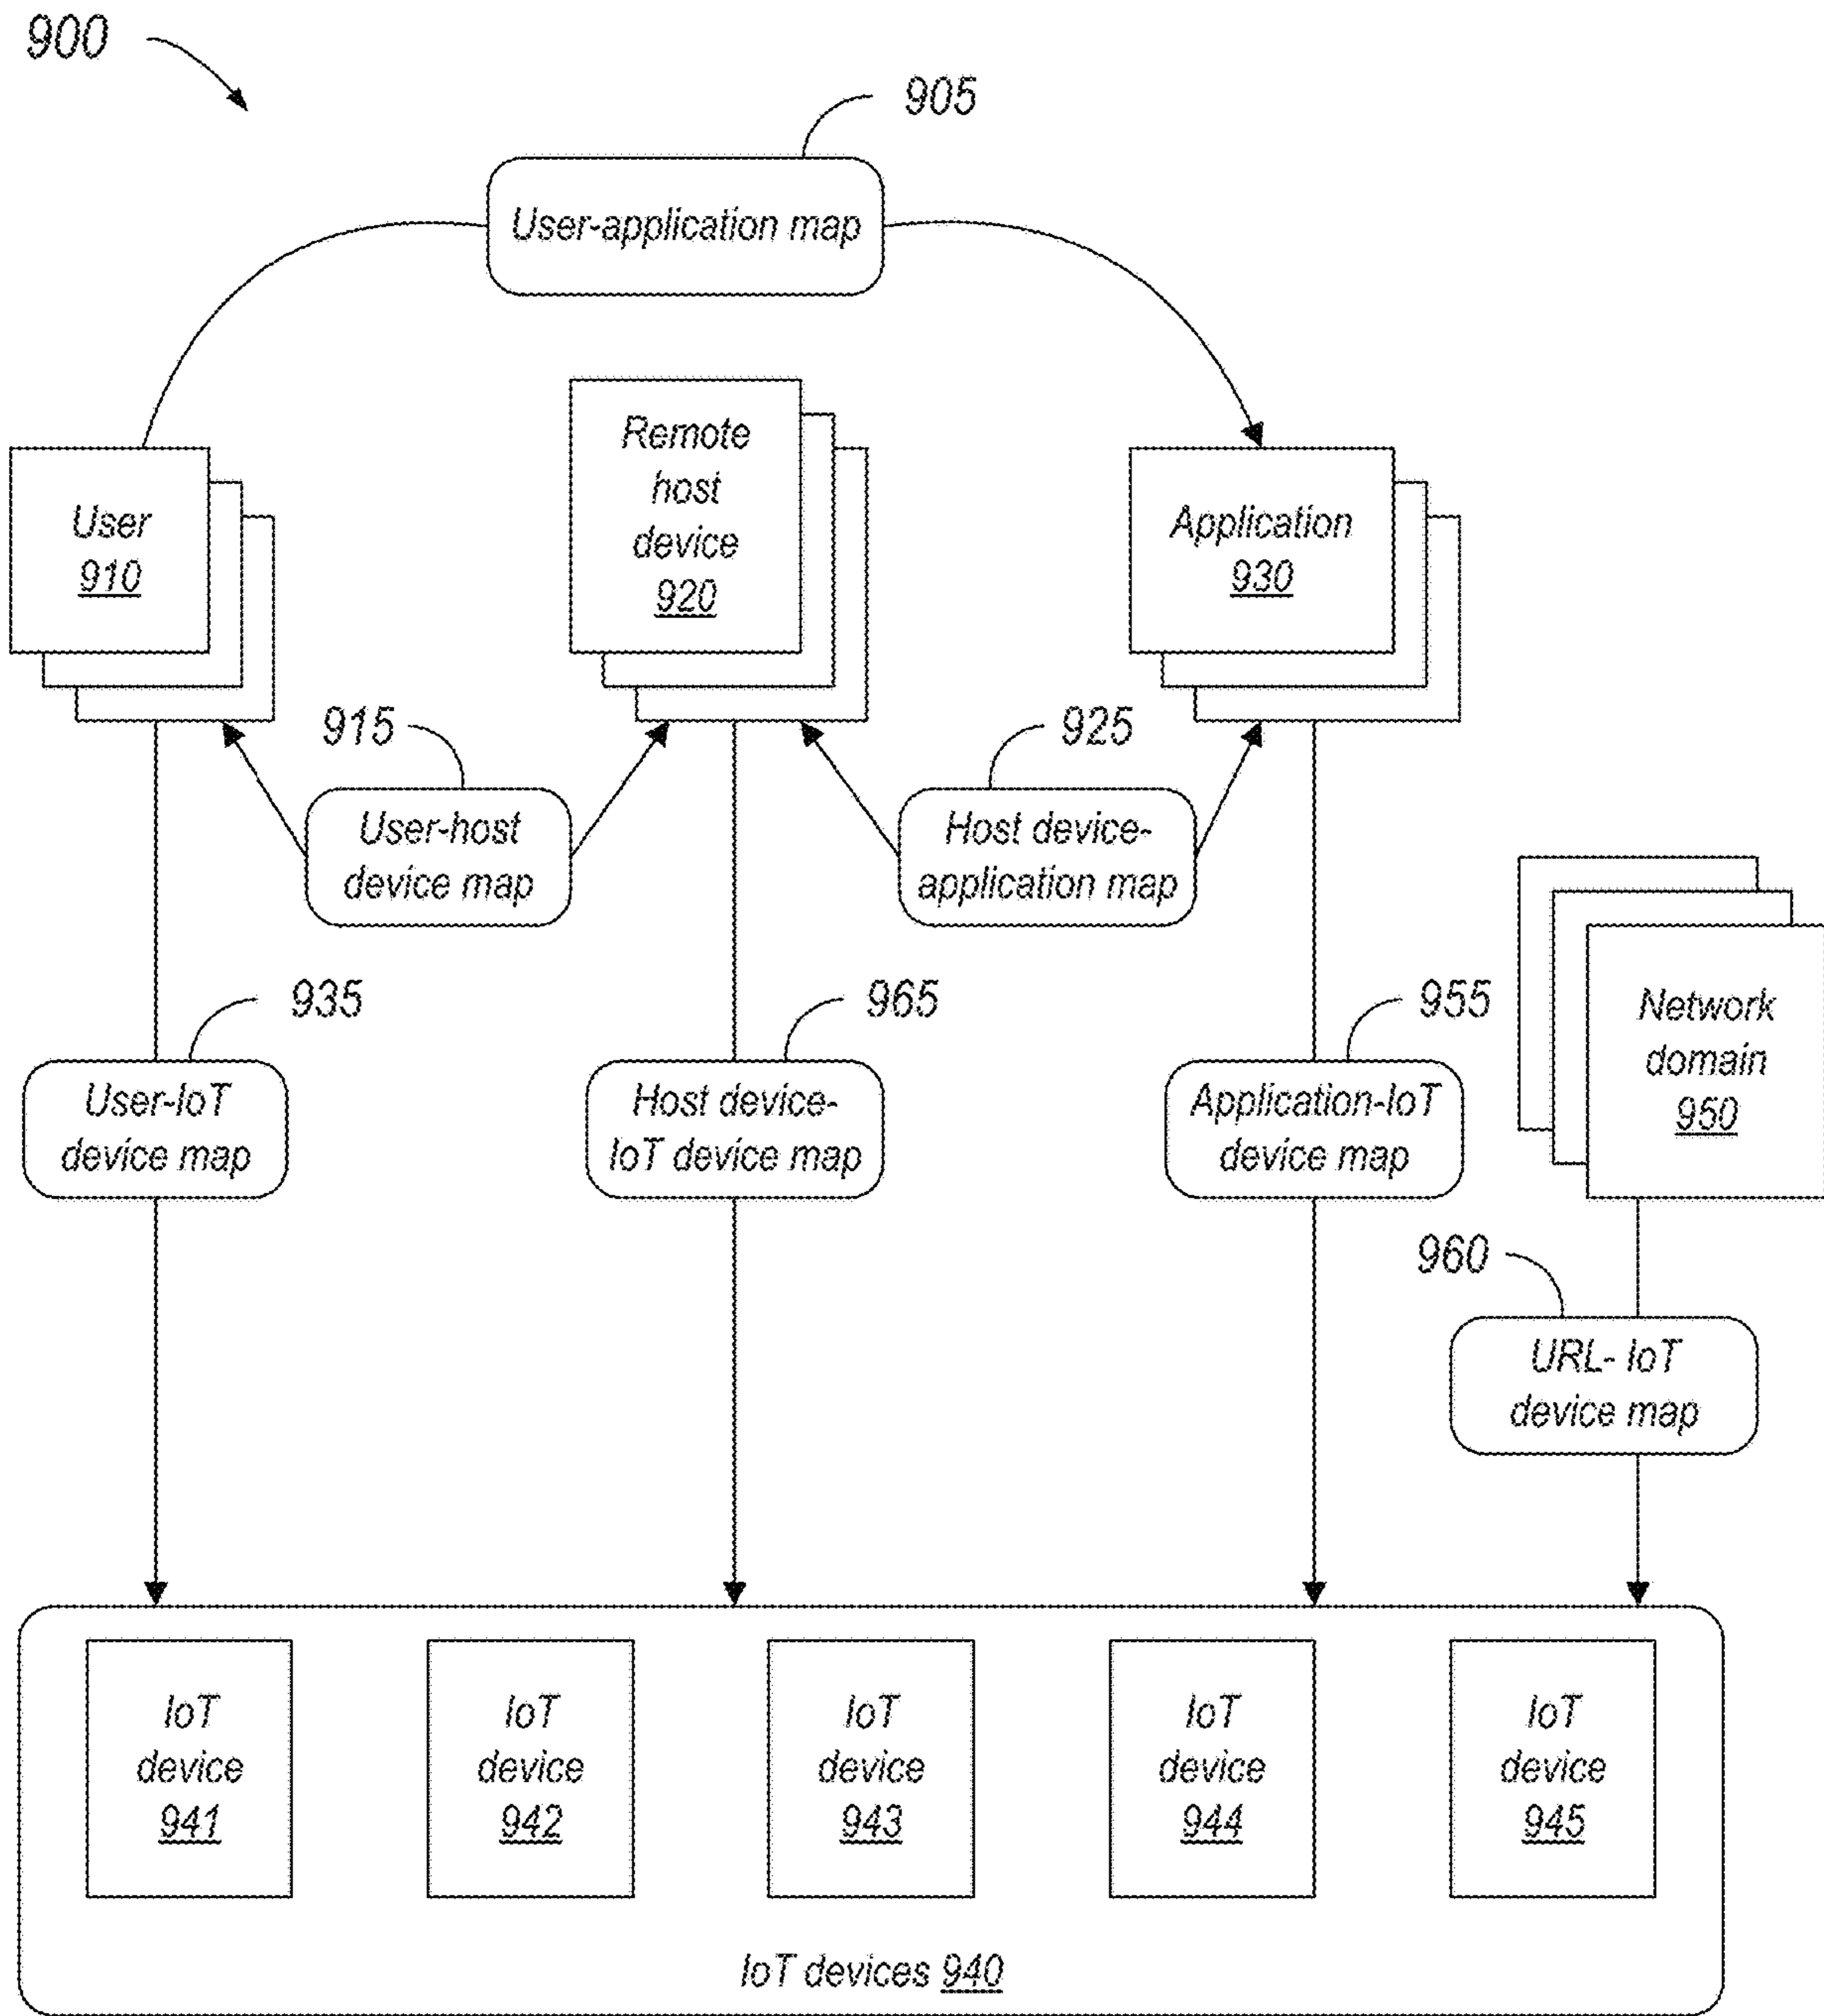 900
905
User-application map
User
910
Remote
host
device
920
Application
930
915
925
User-host
device map
Host device-
application map
935
965
955
Network
domain
950
User-IoT
device map
Host device-
IoT device map
Application-IoT
device map
960
URL- IoT
device map
IoT
device
941
IoT
device
942
IoT
device
943
IoT
device
944
IoT
device
945
IoT devices 940